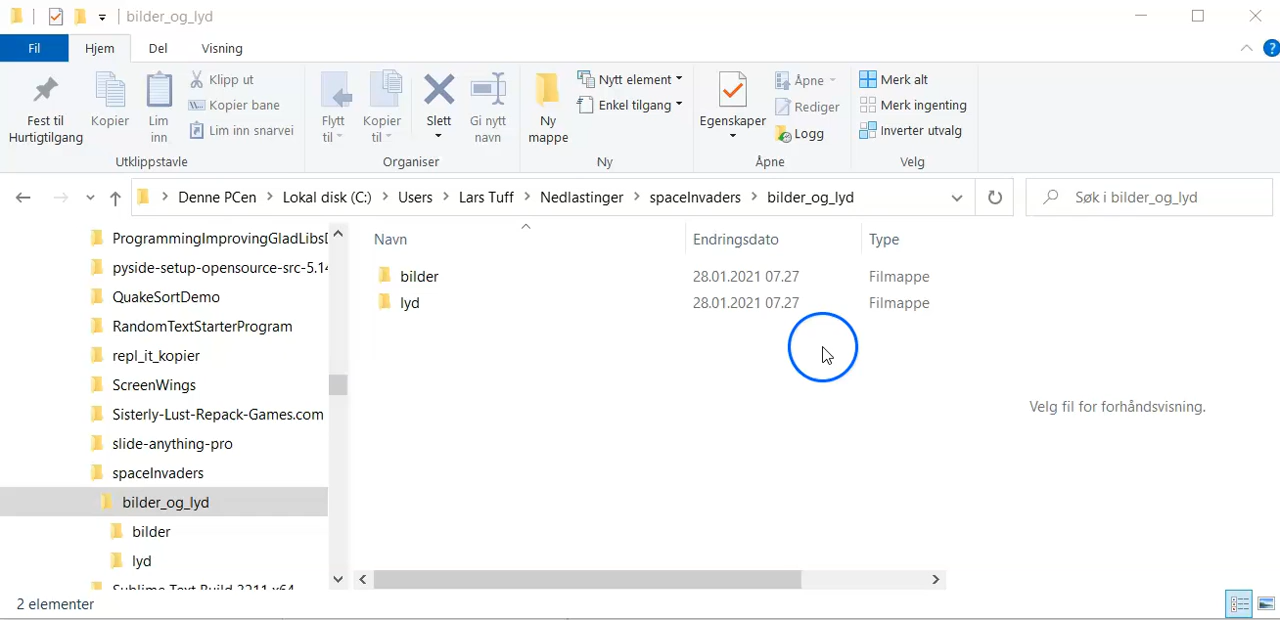 bilder_og_lyd
Fil Hjem Del Visning
Fest til
Hurtigtilgang
Kopier
Lim
inn
Klipp ut
Kopier bane
Lim inn snarvei
Utklippstavle
Flytt
til
Kopier
til
Slett
Gi nytt
navn
Organiser
Ny
mappe
Nytt element
Enkel tilgang
Ny
Egenskaper
Åpne
Rediger
Logg
Åpne
Merk alt
Merk ingenting
Inverter utvalg
Velg
Denne PCen > Lokal disk (C:) > Users > Lars Tuff > Nedlastinger > spaceInvaders > bilder_og_lyd
Søk i bilder_og_lyd
ProgrammingImprovingGladLibs
pyside-setup-opensource-src-5.14
QuakeSortDemo
RandomTextStarterProgram
repl_it_kopier
ScreenWings
Sisterly-Lust-Repack-Games.com
slide-anything-pro
spaceInvaders
bilder_og_lyd
bilder
lyd
Sublime Text Build 3211 x64
Navn Endringsdato Type
bilder 28.01.2021 07.27 Filmappe
lyd 28.01.2021 07.27 Filmappe
Velg fil for forhåndsvisning.
2 elementer